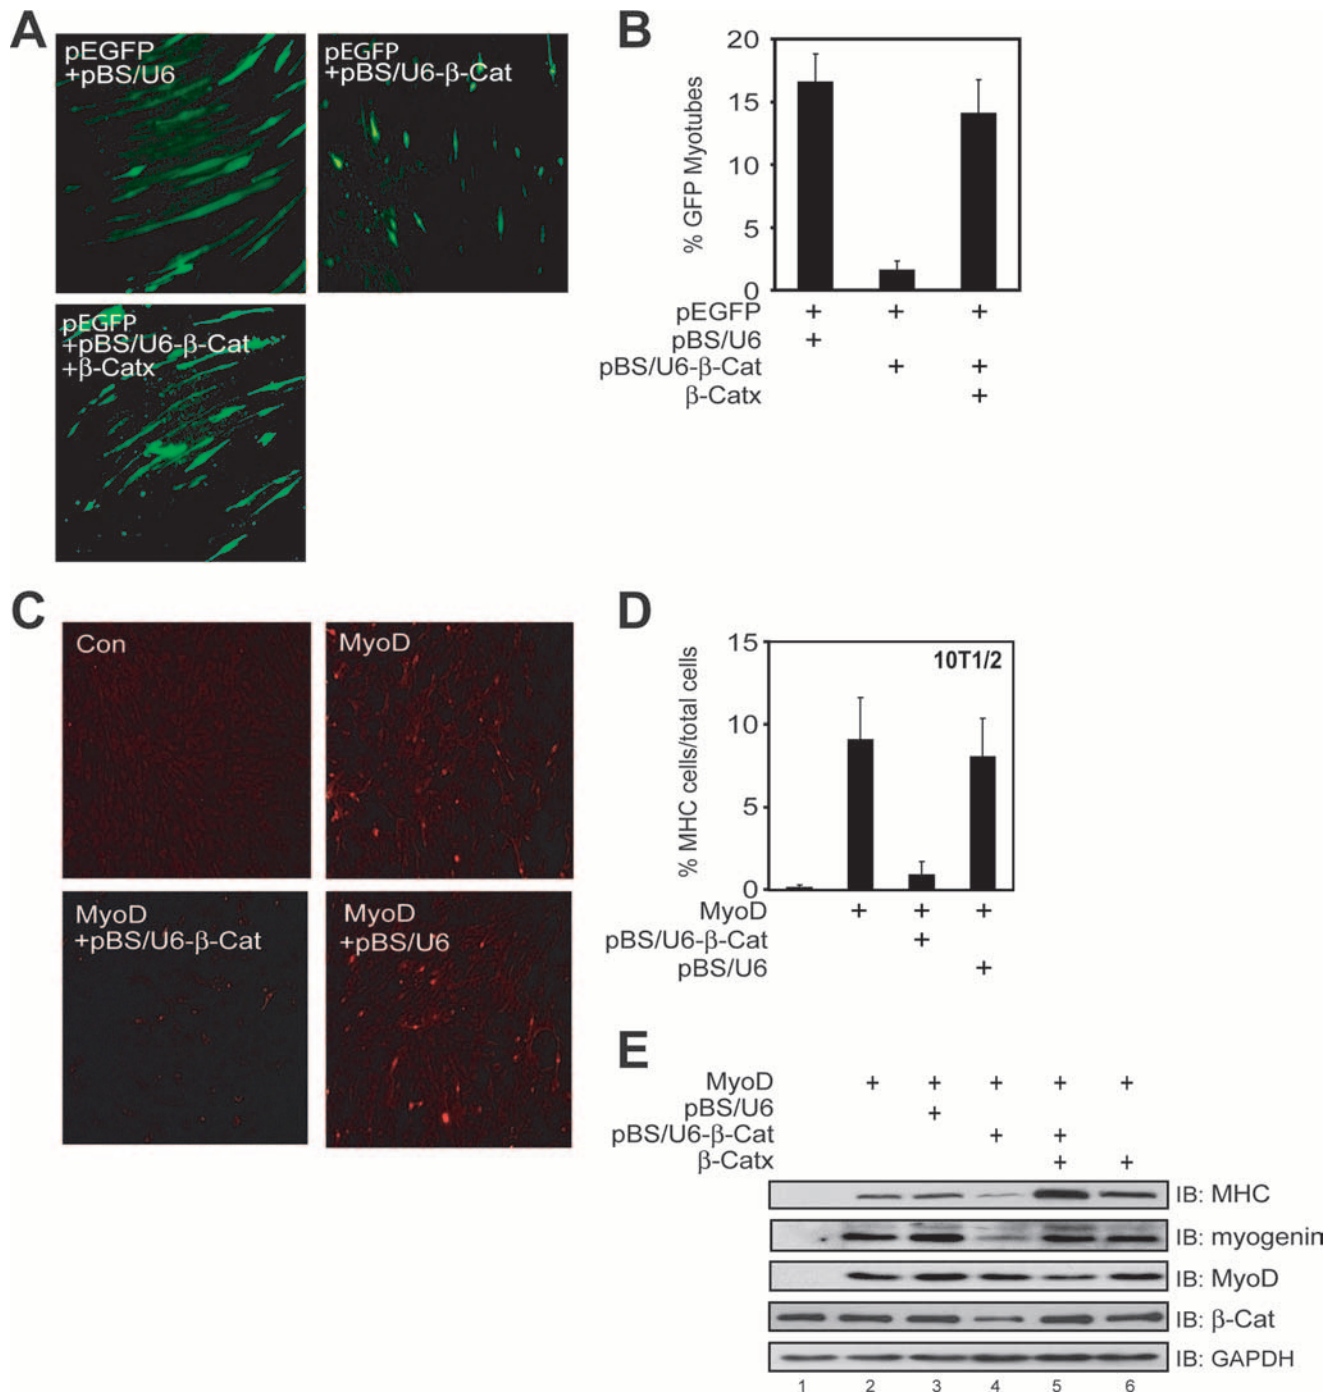 A
pEGFP
+pBS/U6
pEGFP
+pBS/U6-β-Cat
pEGFP
+pBS/U6-β-Cat
+β-Catx
B
20
15
10
5
0
% GFP Myotubes
pEGFP + + +
pBS/U6 +
pBS/U6-β-Cat + +
β-Catx +
C
Con
MyoD
MyoD
+pBS/U6-β-Cat
MyoD
+pBS/U6
D
15
10
5
0
% MHC cells/total cells
10T1/2
MyoD + + +
pBS/U6-β-Cat +
pBS/U6 +
E
MyoD + + + + +
pBS/U6 +
pBS/U6-β-Cat + +
β-Catx + +
IB: MHC
IB: myogenin
IB: MyoD
IB: β-Cat
IB: GAPDH
1 2 3 4 5 6